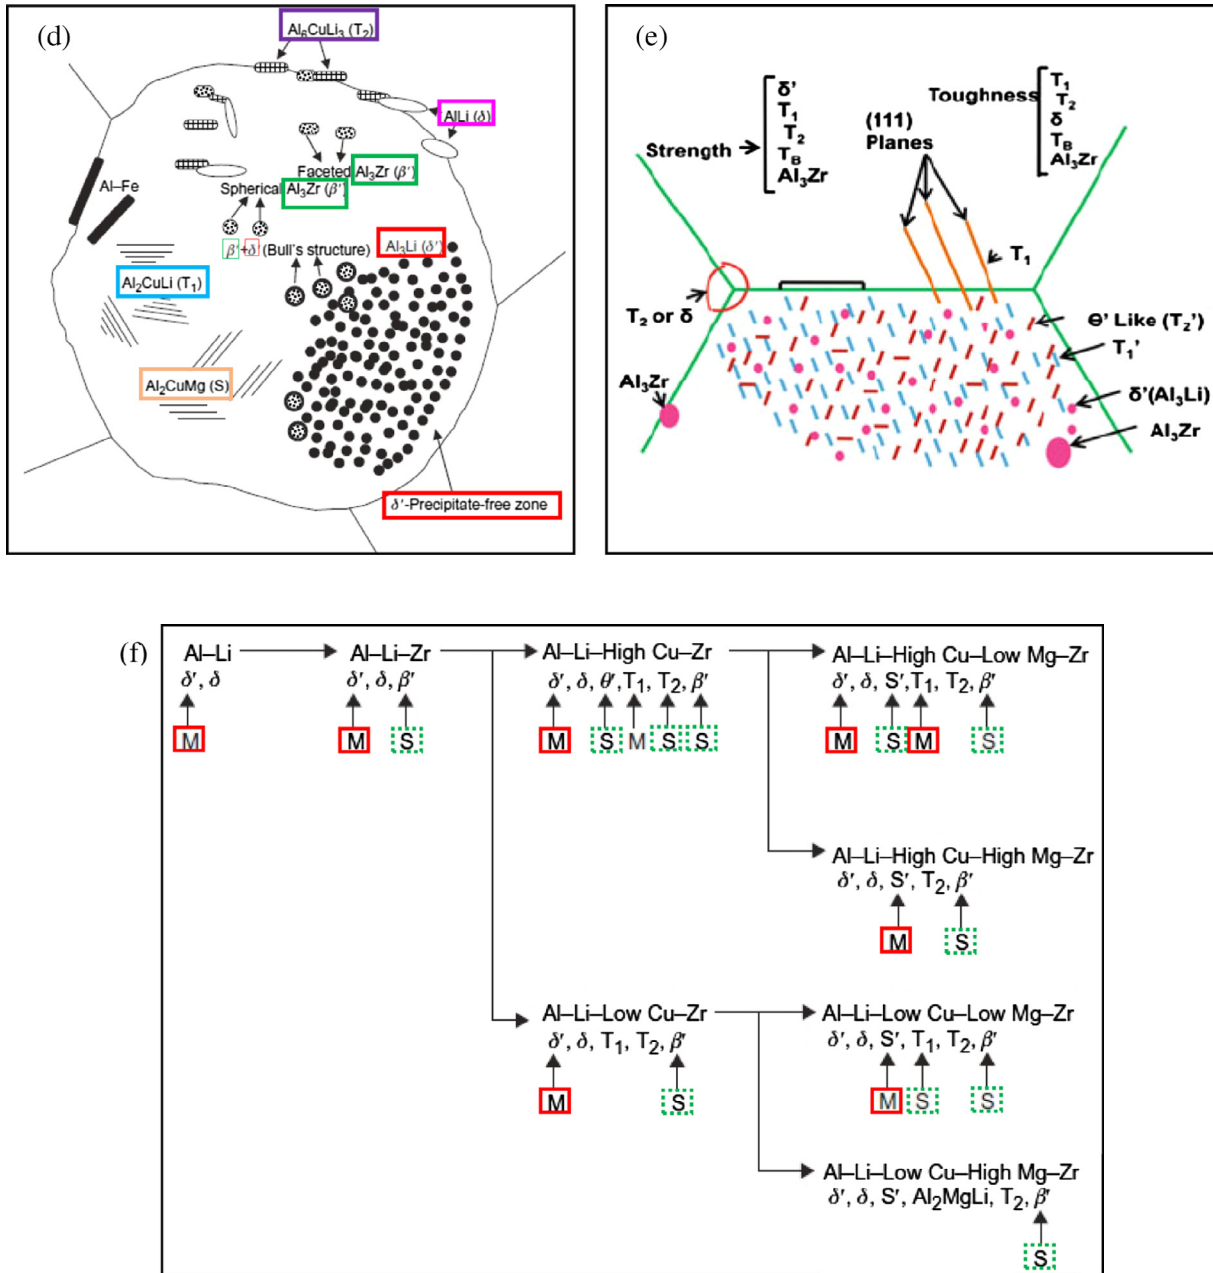 (d)
Al₆CuLi₃ (T₂)
AlLi (δ)
Faceted Al₃Zr (β′)
Spherical Al₃Zr (β′)
Al–Fe
β′+δ′ (Bull's structure)
Al₃Li (δ′)
Al₂CuLi (T₁)
Al₂CuMg (S)
δ′-Precipitate-free zone
(e)
Strength
δ’
T₁
T₂
T_B
Al₃Zr
(111)
Planes
Toughness
T₁
T₂
δ
T_B
Al₃Zr
T₁
T₂ or δ
ϴ’ Like (T₂’)
T₁’
Al₃Zr
δ’(Al₃Li)
Al₃Zr
(f)
Al–Li
δ′, δ
M
Al–Li–Zr
δ′, δ, β′
M S
Al–Li–High Cu–Zr
δ′, δ, θ′, T₁, T₂, β′
M S M S S
Al–Li–High Cu–Low Mg–Zr
δ′, δ, S′, T₁, T₂, β′
M S M S
Al–Li–High Cu–High Mg–Zr
δ′, δ, S′, T₂, β′
M S
Al–Li–Low Cu–Zr
δ′, δ, T₁, T₂, β′
M S
Al–Li–Low Cu–Low Mg–Zr
δ′, δ, S′, T₁, T₂, β′
M S S
Al–Li–Low Cu–High Mg–Zr
δ′, δ, S′, Al₂MgLi, T₂, β′
S